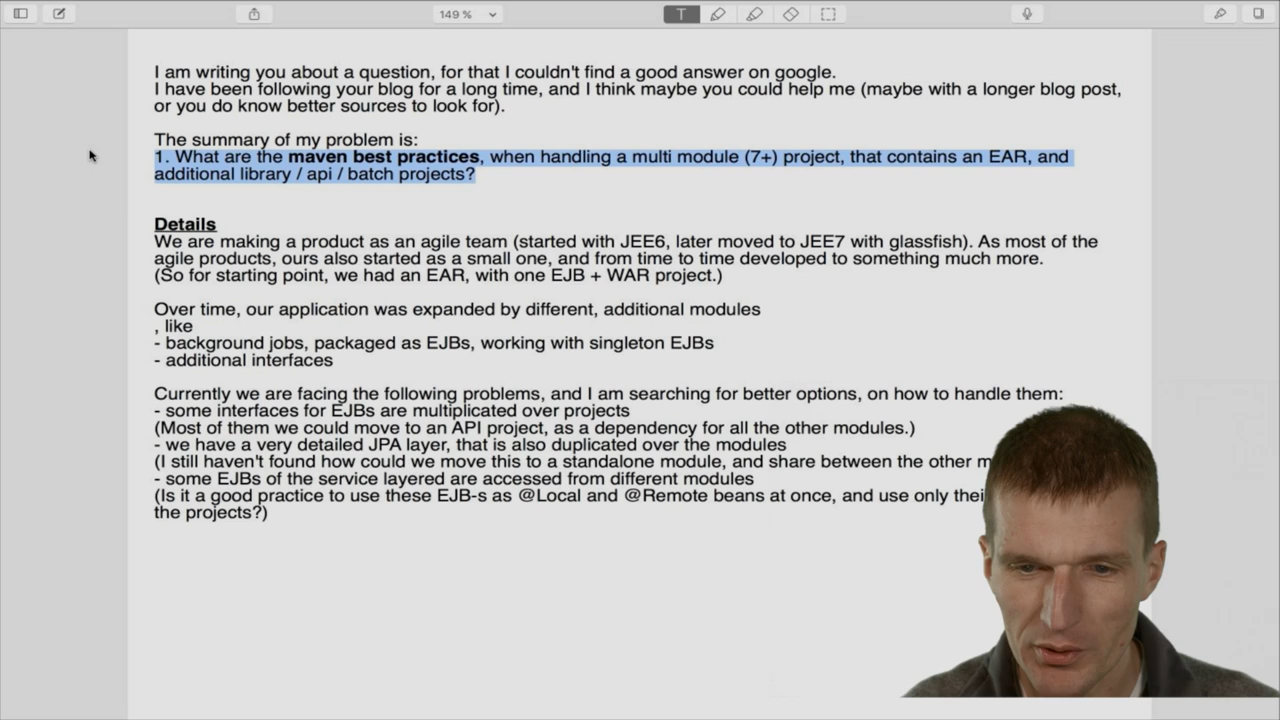 149 %
T
I am writing you about a question, for that I couldn't find a good answer on google.
I have been following your blog for a long time, and I think maybe you could help me (maybe with a longer blog post,
or you do know better sources to look for).
The summary of my problem is:
1. What are the maven best practices, when handling a multi module (7+) project, that contains an EAR, and
additional library / api / batch projects?
Details
We are making a product as an agile team (started with JEE6, later moved to JEE7 with glassfish). As most of the
agile products, ours also started as a small one, and from time to time developed to something much more.
(So for starting point, we had an EAR, with one EJB + WAR project.)
Over time, our application was expanded by different, additional modules
, like
- background jobs, packaged as EJBs, working with singleton EJBs
- additional interfaces
Currently we are facing the following problems, and I am searching for better options, on how to handle them:
- some interfaces for EJBs are multiplicated over projects
(Most of them we could move to an API project, as a dependency for all the other modules.)
- we have a very detailed JPA layer, that is also duplicated over the modules
(I still haven't found how could we move this to a standalone module, and share between the other
- some EJBs of the service layered are accessed from different modules
(Is it a good practice to use these EJB-s as @Local and @Remote beans at once, and use only
the projects?)